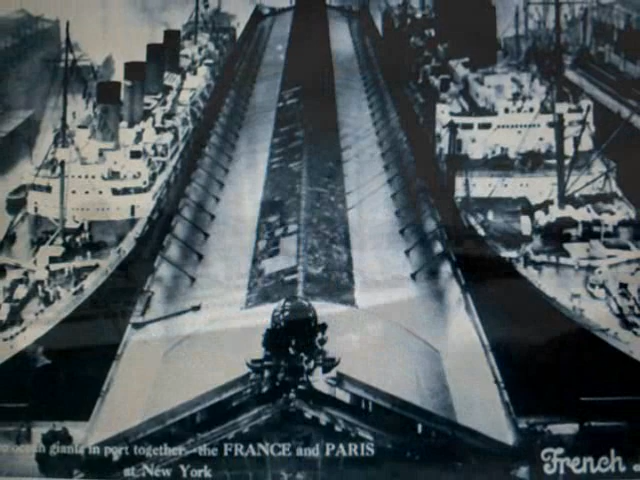 ocean giants in port together - the FRANCE and PARIS
at New York
French